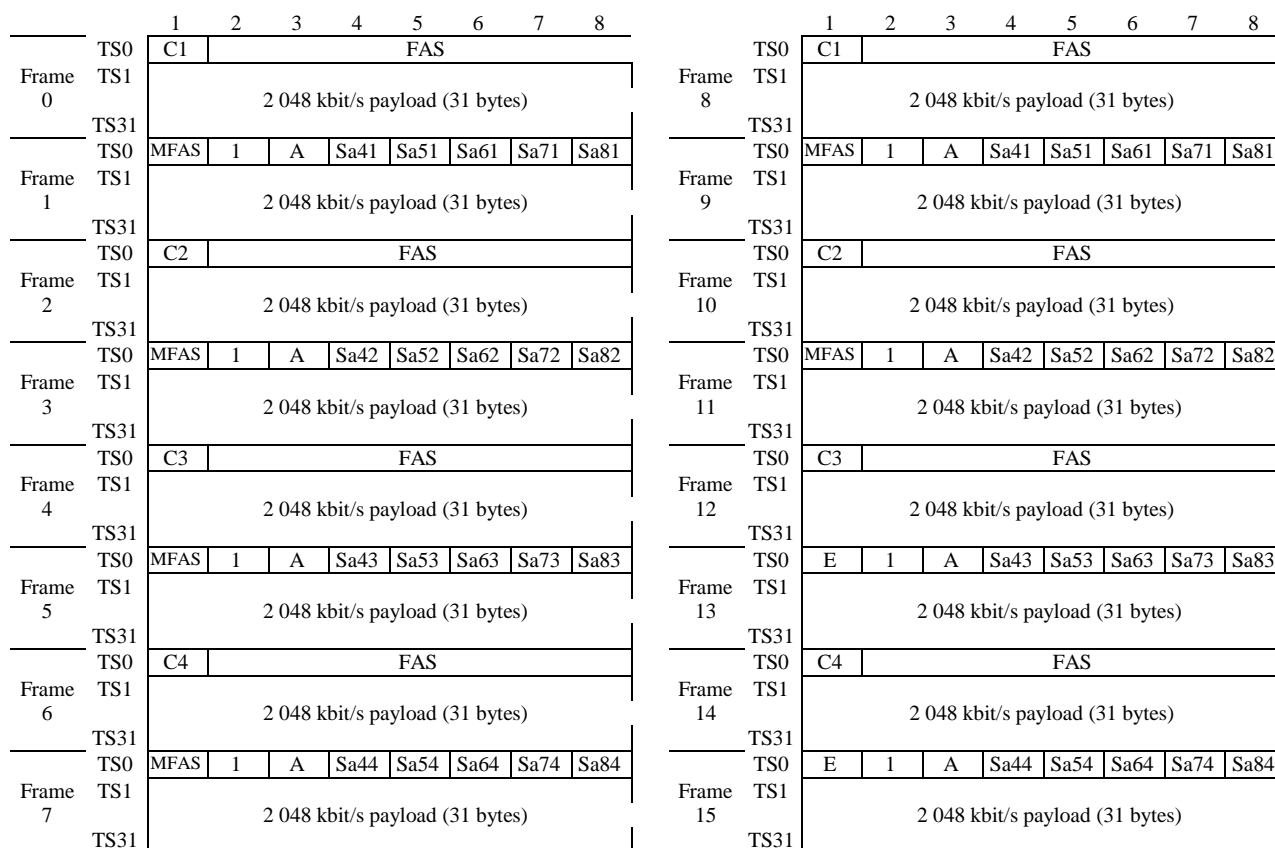 1 2 3 4 5 6 7 8
TS0 C1 FAS
Frame TS1
0 2 048 kbit/s payload (31 bytes)
TS31
TS0 MFAS 1 A Sa41 Sa51 Sa61 Sa71 Sa81
Frame TS1
1 2 048 kbit/s payload (31 bytes)
TS31
TS0 C2 FAS
Frame TS1
2 2 048 kbit/s payload (31 bytes)
TS31
TS0 MFAS 1 A Sa42 Sa52 Sa62 Sa72 Sa82
Frame TS1
3 2 048 kbit/s payload (31 bytes)
TS31
TS0 C3 FAS
Frame TS1
4 2 048 kbit/s payload (31 bytes)
TS31
TS0 MFAS 1 A Sa43 Sa53 Sa63 Sa73 Sa83
Frame TS1
5 2 048 kbit/s payload (31 bytes)
TS31
TS0 C4 FAS
Frame TS1
6 2 048 kbit/s payload (31 bytes)
TS31
TS0 MFAS 1 A Sa44 Sa54 Sa64 Sa74 Sa84
Frame TS1
7 2 048 kbit/s payload (31 bytes)
TS31
1 2 3 4 5 6 7 8
TS0 C1 FAS
Frame TS1
8 2 048 kbit/s payload (31 bytes)
TS31
TS0 MFAS 1 A Sa41 Sa51 Sa61 Sa71 Sa81
Frame TS1
9 2 048 kbit/s payload (31 bytes)
TS31
TS0 C2 FAS
Frame TS1
10 2 048 kbit/s payload (31 bytes)
TS31
TS0 MFAS 1 A Sa42 Sa52 Sa62 Sa72 Sa82
Frame TS1
11 2 048 kbit/s payload (31 bytes)
TS31
TS0 C3 FAS
Frame TS1
12 2 048 kbit/s payload (31 bytes)
TS31
TS0 E 1 A Sa43 Sa53 Sa63 Sa73 Sa83
Frame TS1
13 2 048 kbit/s payload (31 bytes)
TS31
TS0 C4 FAS
Frame TS1
14 2 048 kbit/s payload (31 bytes)
TS31
TS0 E 1 A Sa44 Sa54 Sa64 Sa74 Sa84
Frame TS1
15 2 048 kbit/s payload (31 bytes)
TS31